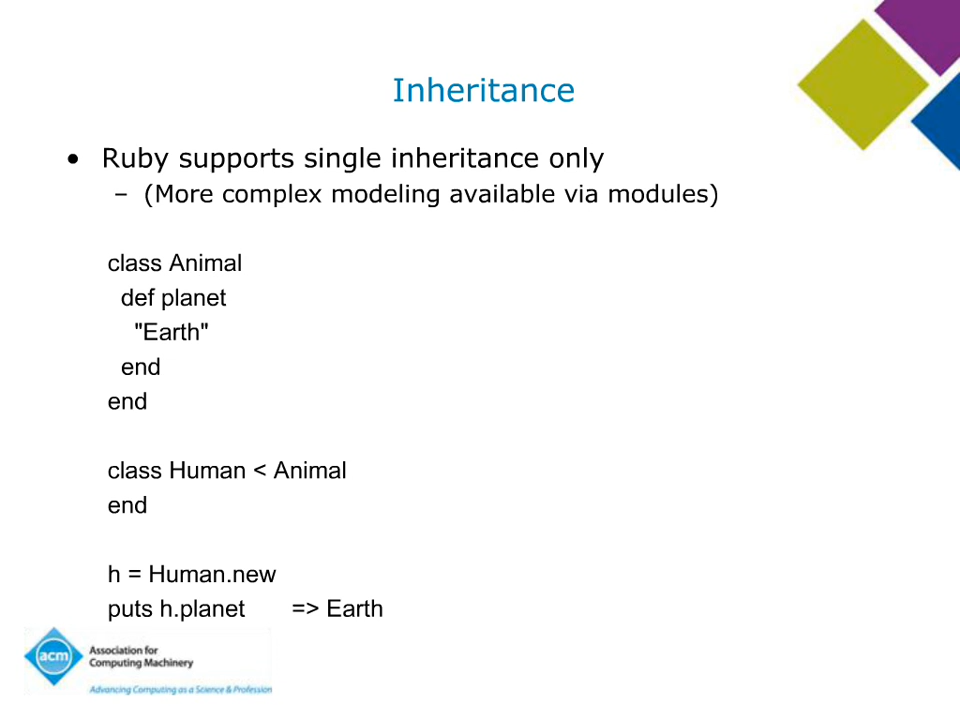 Inheritance
• Ruby supports single inheritance only
– (More complex modeling available via modules)
class Animal
def planet
"Earth"
end
end
class Human < Animal
end
h = Human.new
puts h.planet => Earth
acm
Association for
Computing Machinery
Advancing Computing as a Science & Profession